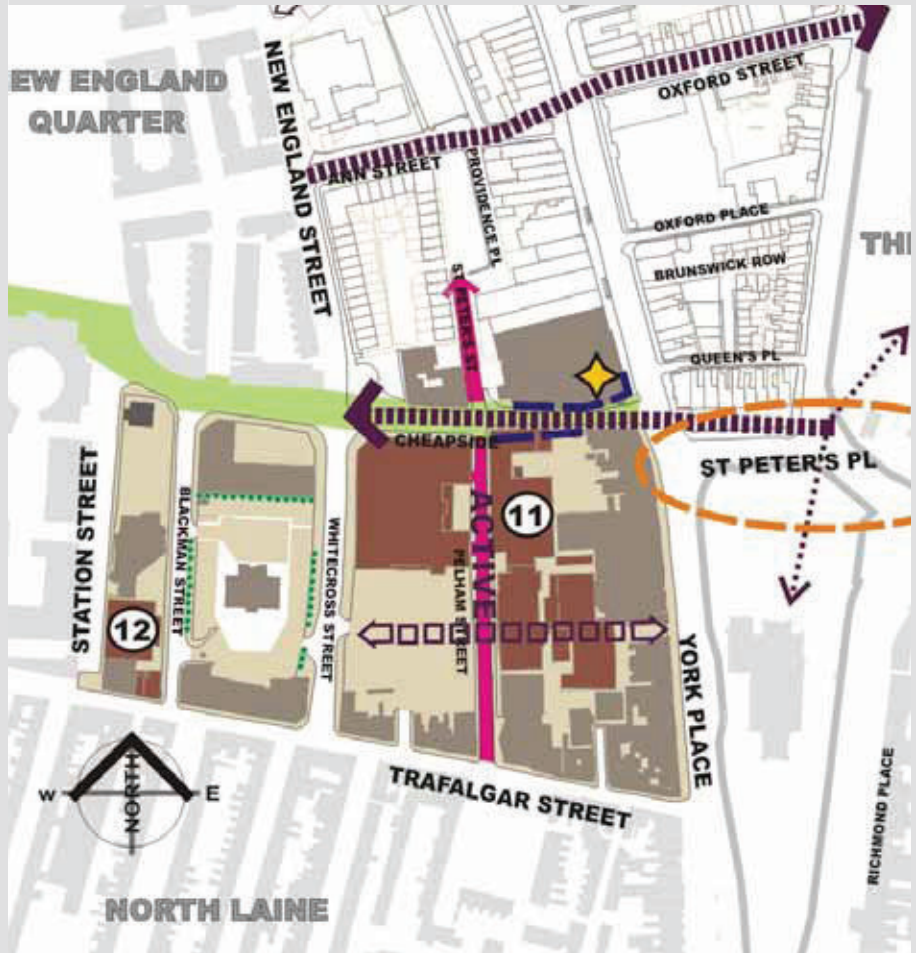 EW ENGLAND
QUARTER
NEW ENGLAND STREET
OXFORD STREET
ANN STREET
PROVIDENCE PL
OXFORD PLACE
BRUNSWICK ROW
THE
ST PETER'S ST
QUEEN'S PL
CHEAPSIDE
ST PETER'S PL
STATION STREET
BLACKMAN STREET
WHITECROSS STREET
ACTIVE
11
PELHAM STREET
12
YORK PLACE
TRAFALGAR STREET
RICHMOND PLACE
W
NORTH
E
NORTH LAINE